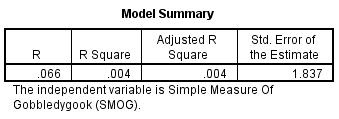 Model Summary
R R Square Adjusted R Square Std. Error of the Estimate
.066 .004 .004 1.837
The independent variable is Simple Measure Of
Gobbledygook (SMOG).